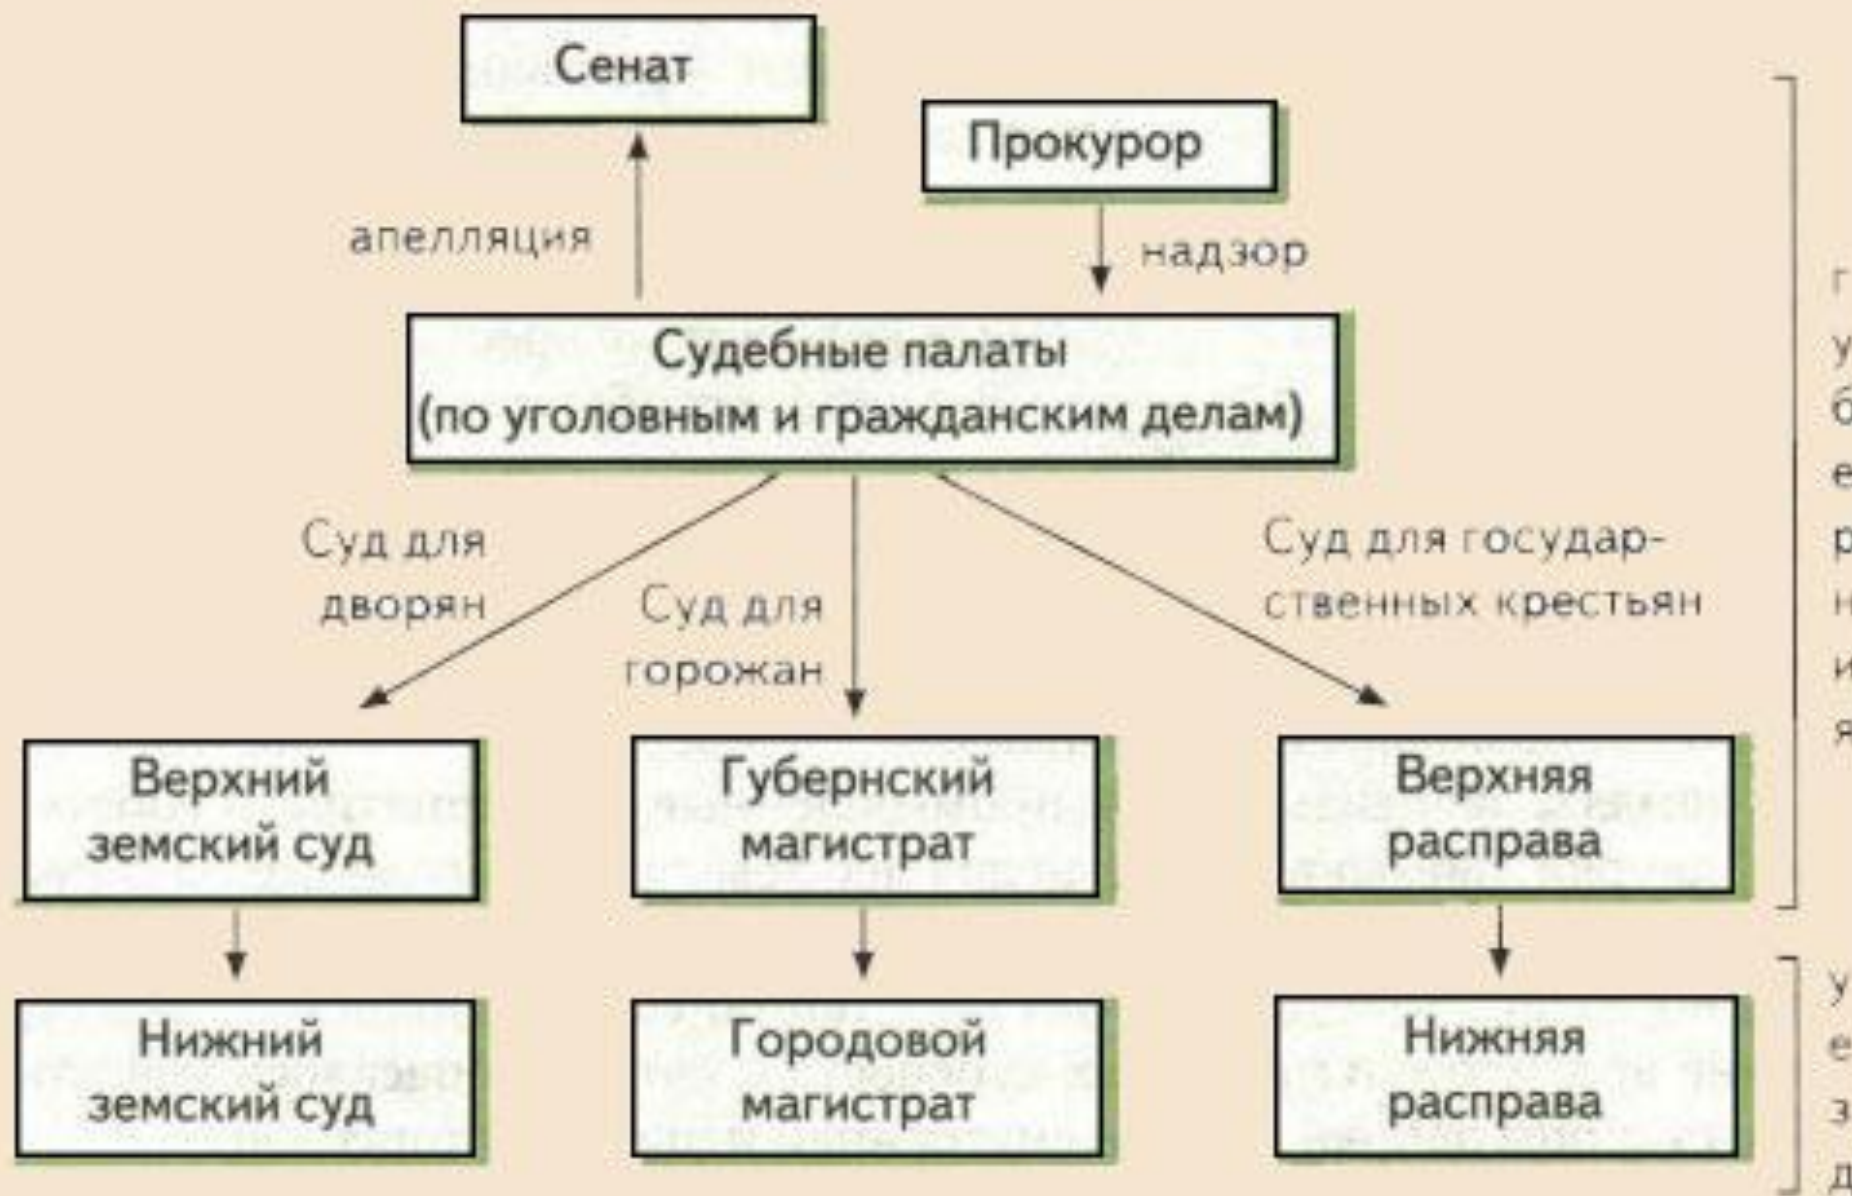 Сенат
Прокурор
апелляция
надзор
Судебные палаты
(по уголовным и гражданским делам)
Суд для
дворян
Суд для
горожан
Суд для государ-
ственных крестьян
Верхний
земский суд
Губернский
магистрат
Верхняя
расправа
г
у
б
е
р
н
и
я
Нижний
земский суд
Городовой
магистрат
Нижняя
расправа
у
е
з
д